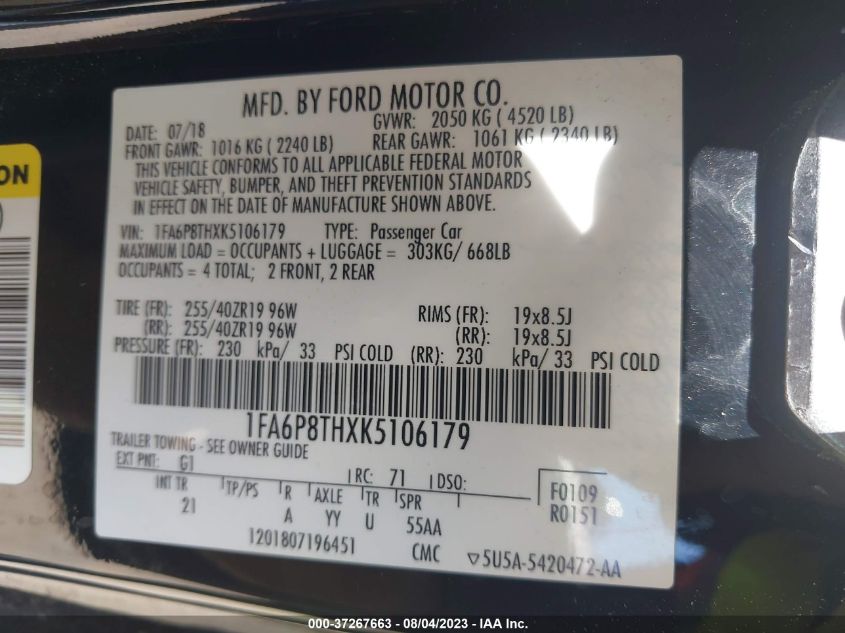 MFD. BY FORD MOTOR CO.
DATE: 07/18 GVWR: 2050 KG ( 4520 LB)
FRONT GAWR: 1016 KG ( 2240 LB) REAR GAWR: 1061 KG ( 2340 LB)
THIS VEHICLE CONFORMS TO ALL APPLICABLE FEDERAL MOTOR
VEHICLE SAFETY, BUMPER, AND THEFT PREVENTION STANDARDS
IN EFFECT ON THE DATE OF MANUFACTURE SHOWN ABOVE.
VIN: 1FA6P8THXK5106179 TYPE: Passenger Car
MAXIMUM LOAD = OCCUPANTS + LUGGAGE = 303KG/ 668LB
OCCUPANTS = 4 TOTAL; 2 FRONT, 2 REAR
TIRE (FR): 255/40ZR19 96W RIMS (FR): 19x8.5J
(RR): 255/40ZR19 96W (RR): 19x8.5J
PRESSURE (FR): 230 kPa/ 33 PSI COLD (RR): 230 kPa/ 33 PSI COLD
1FA6P8THXK5106179
TRAILER TOWING - SEE OWNER GUIDE
EXT PNT: G1 RC: 71 DSO:
INT TR TP/PS R AXLE TR SPR F0109
21 A YY U 55AA R0151
1201807196451 CMC ▽5U5A-5420472-AA
ON
000-37267663 - 08/04/2023 - IAA Inc.